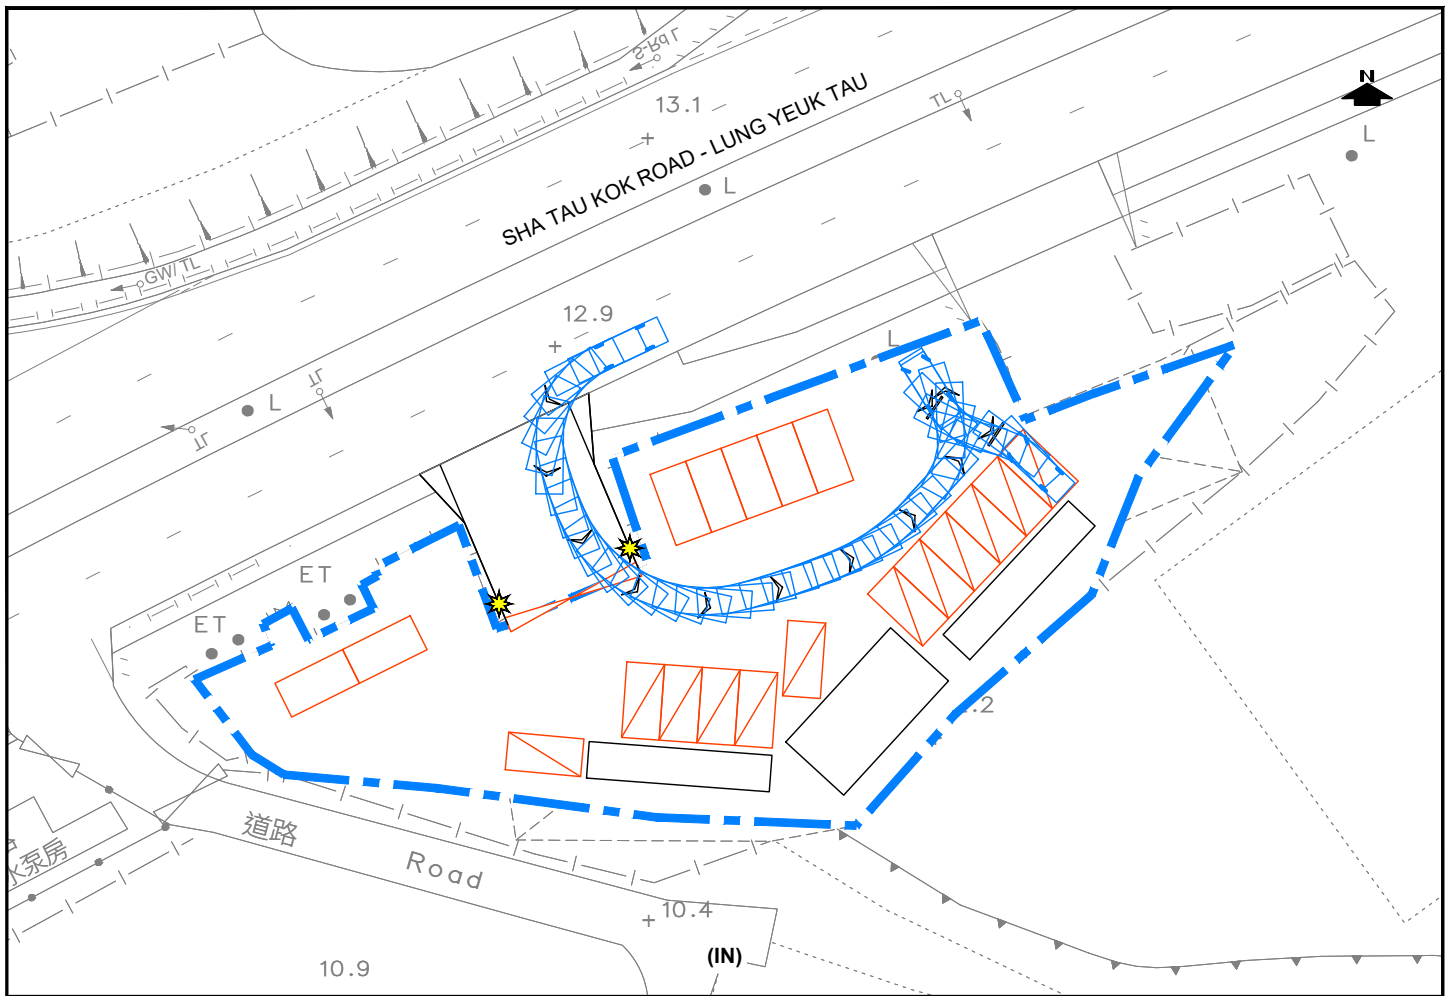 S-Rd L
N
13.1
TL
L
SHA TAU KOK ROAD - LUNG YEUK TAU
L
GW/ TL
12.9
L
TL
L
TL
ET
ET
.2
道路
水泵房
Road
10.4
(IN)
10.9